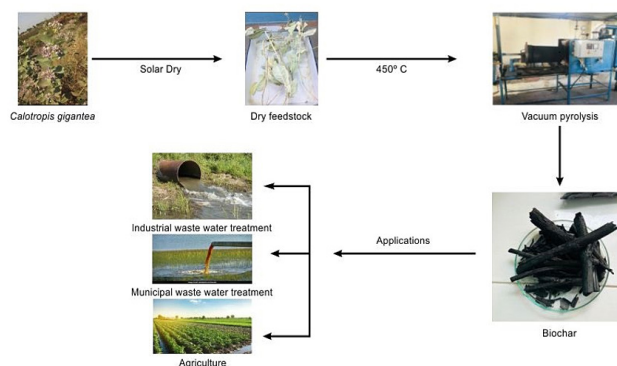 Calotropis gigantea
Solar Dry
Dry feedstock
450º C
Vacuum pyrolysis
Biochar
Applications
Industrial waste water treatment
Municipal waste water treatment
Agriculture